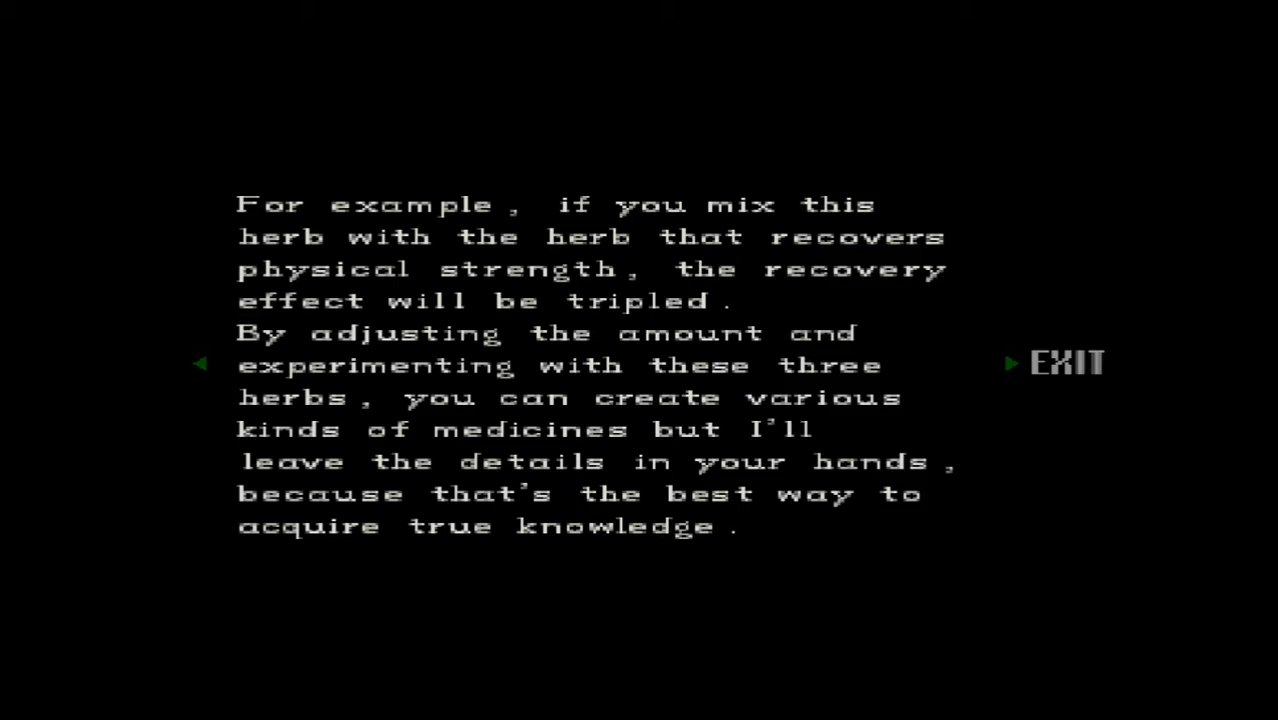 For example, if you mix this
herb with the herb that recovers
physical strength, the recovery
effect will be tripled.
By adjusting the amount and
experimenting with these three
herbs, you can create various
kinds of medicines but I'll
leave the details in your hands,
because that's the best way to
acquire true knowledge.
EXIT